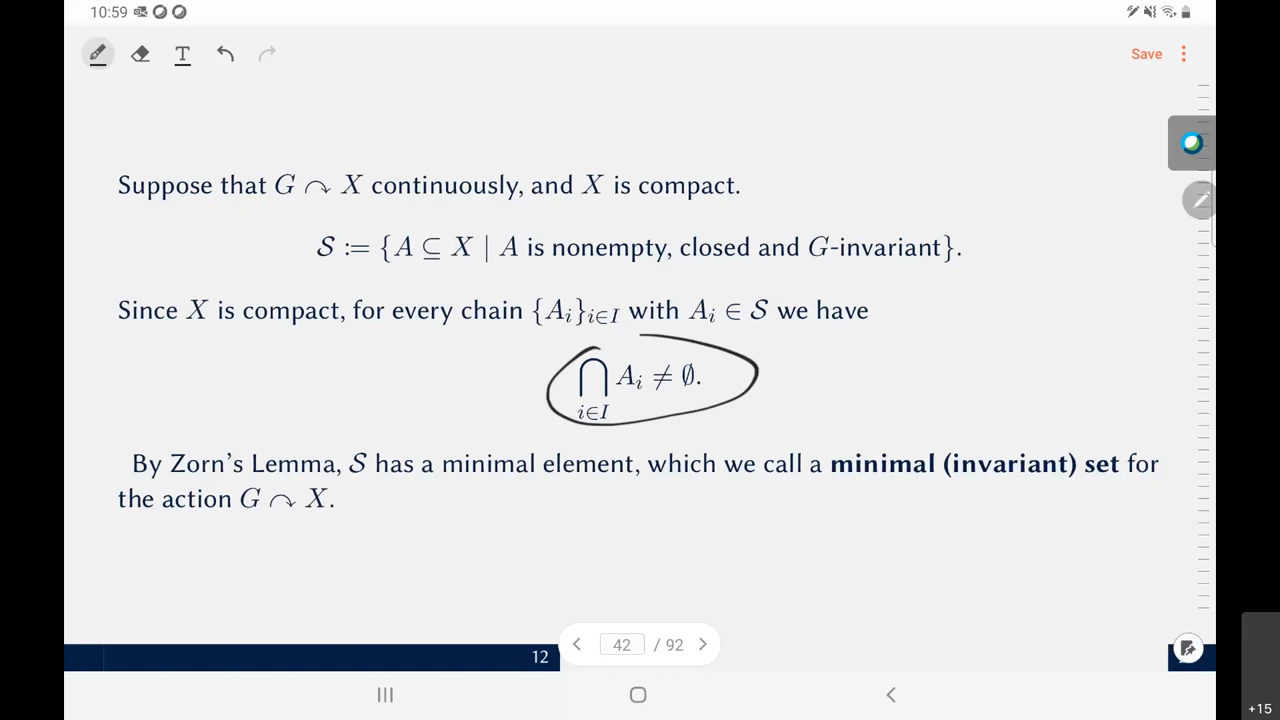 10:59
T
Save
Suppose that G ↷ X continuously, and X is compact.
𝒮 := {A ⊆ X | A is nonempty, closed and G-invariant}.
Since X is compact, for every chain {A_i}_{i∈I} with A_i ∈ 𝒮 we have
⋂_{i∈I} A_i ≠ ∅.
By Zorn's Lemma, 𝒮 has a minimal element, which we call a minimal (invariant) set for
the action G ↷ X.
12
42 / 92
+15